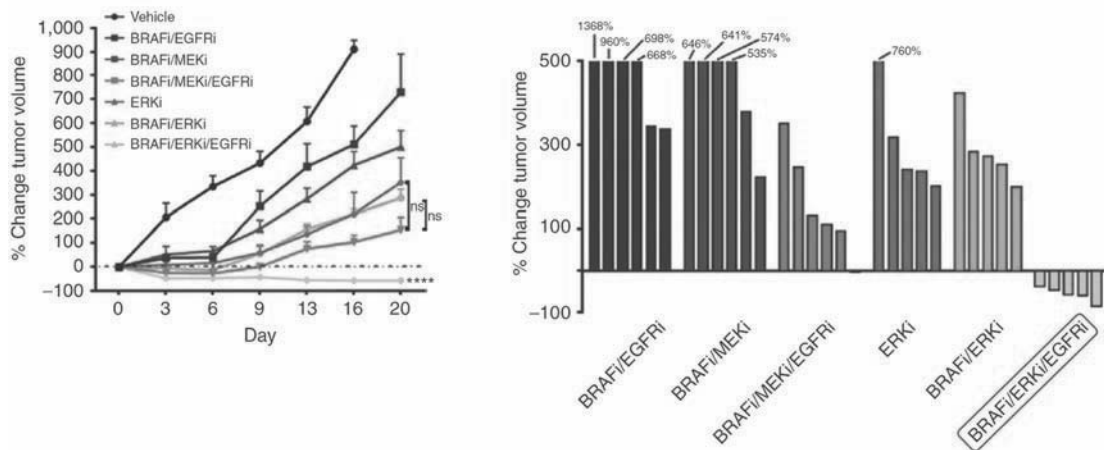 1,000
900
800
700
600
500
400
300
200
100
0
−100
% Change tumor volume
Vehicle
BRAFi/EGFRi
BRAFi/MEKi
BRAFi/MEKi/EGFRi
ERKi
BRAFi/ERKi
BRAFi/ERKi/EGFRi
ns
ns
****
0 3 6 9 13 16 20
Day
1368%
960%
698%
668%
646%
641%
574%
535%
760%
500
300
100
−100
% Change tumor volume
BRAFi/EGFRi
BRAFi/MEKi
BRAFi/MEKi/EGFRi
ERKi
BRAFi/ERKi
BRAFi/ERKi/EGFRi